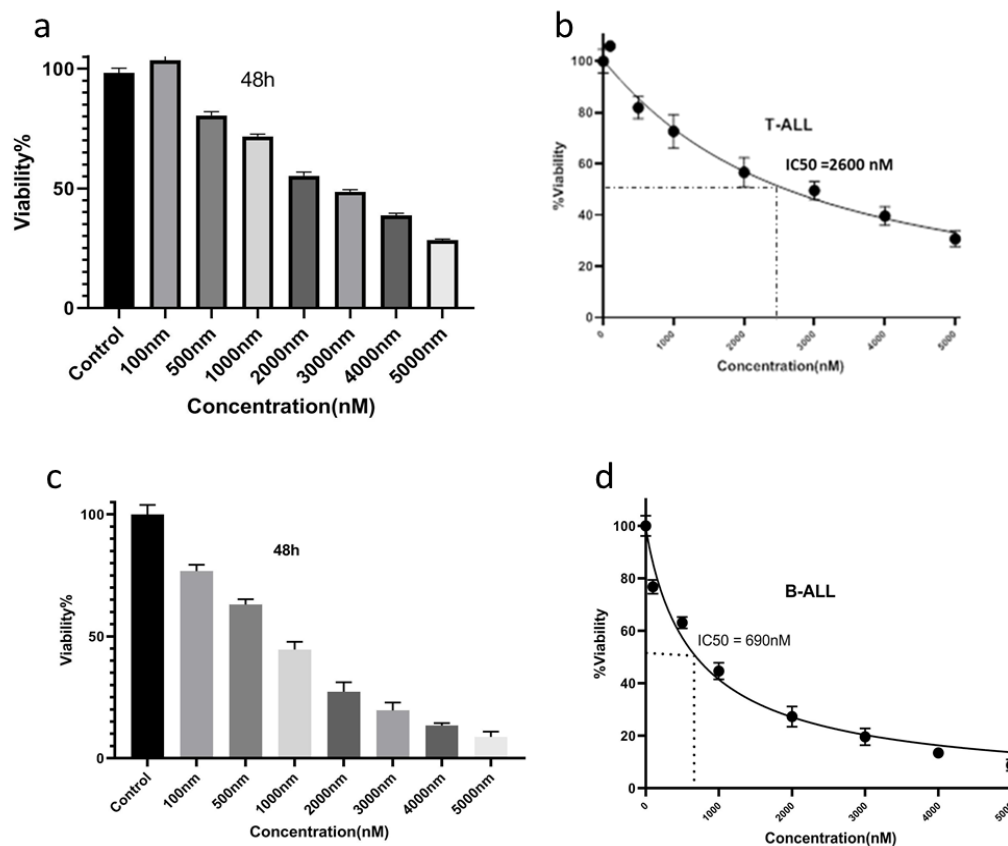 a
Viability%
100
50
0
48h
Control
100nm
500nm
1000nm
2000nm
3000nm
4000nm
5000nm
Concentration(nM)
b
%Viability
100
80
60
40
20
0
T-ALL
IC50 =2600 nM
0
1000
2000
3000
4000
5000
Concentration(nM)
c
Viability%
100
50
0
48h
Control
100nm
500nm
1000nm
2000nm
3000nm
4000nm
5000nm
Concentration(nM)
d
%Viability
100
80
60
40
20
0
B-ALL
IC50 = 690nM
0
1000
2000
3000
4000
500
Concentration(nM)